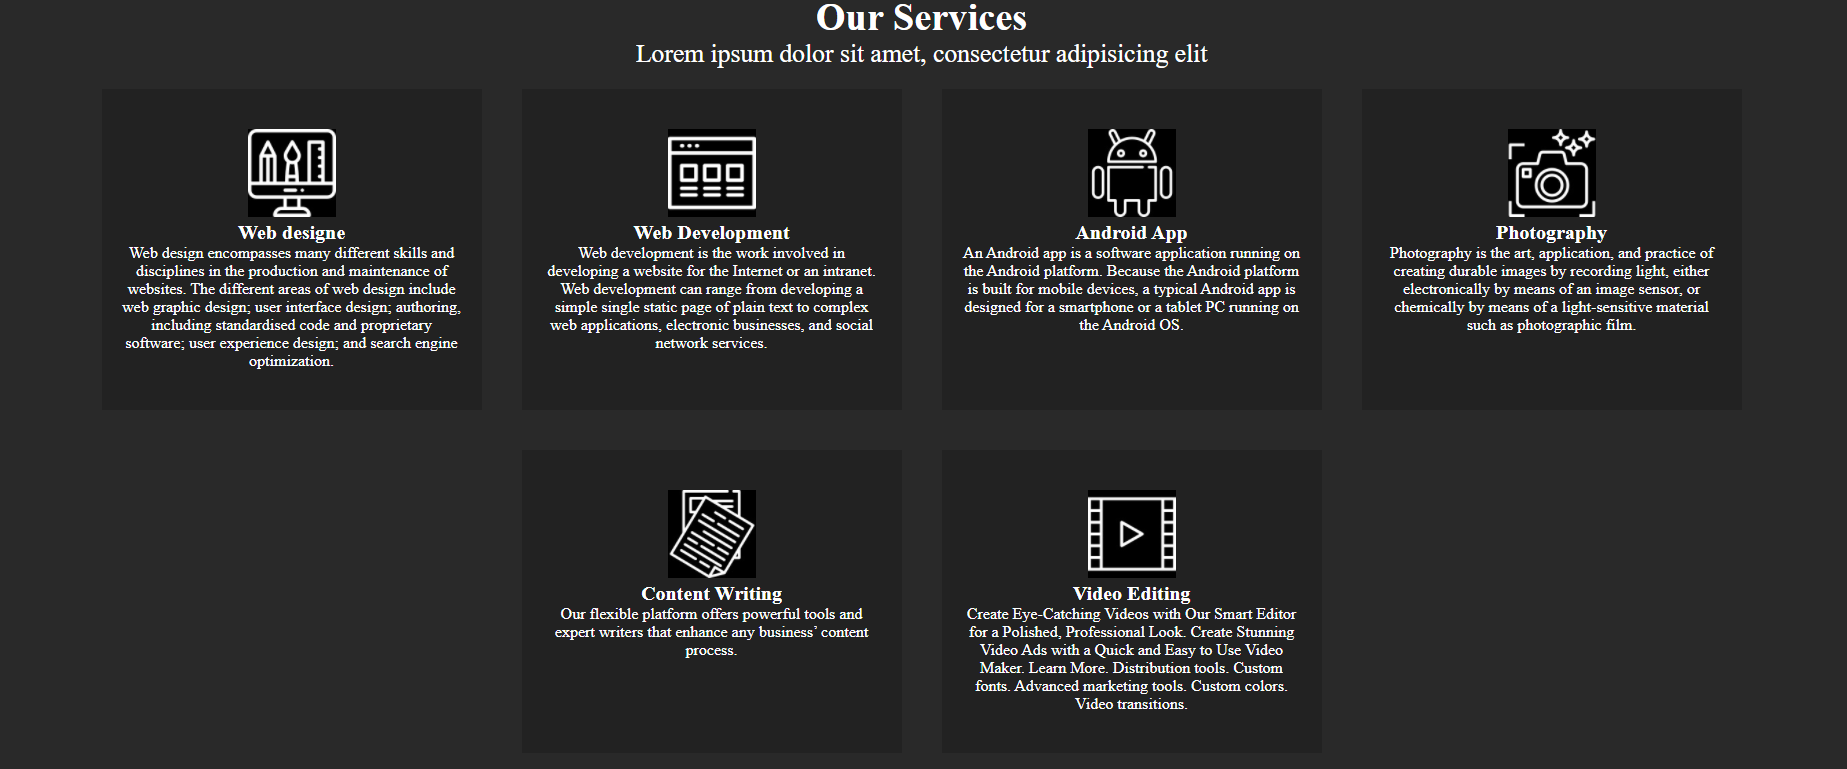 Our Services
Lorem ipsum dolor sit amet, consectetur adipisicing elit
Web designe
Web design encompasses many different skills and
disciplines in the production and maintenance of
websites. The different areas of web design include
web graphic design; user interface design; authoring,
including standardised code and proprietary
software; user experience design; and search engine
optimization.
Web Development
Web development is the work involved in
developing a website for the Internet or an intranet.
Web development can range from developing a
simple single static page of plain text to complex
web applications, electronic businesses, and social
network services.
Android App
An Android app is a software application running on
the Android platform. Because the Android platform
is built for mobile devices, a typical Android app is
designed for a smartphone or a tablet PC running on
the Android OS.
Photography
Photography is the art, application, and practice of
creating durable images by recording light, either
electronically by means of an image sensor, or
chemically by means of a light-sensitive material
such as photographic film.
Content Writing
Our flexible platform offers powerful tools and
expert writers that enhance any business’ content
process.
Video Editing
Create Eye-Catching Videos with Our Smart Editor
for a Polished, Professional Look. Create Stunning
Video Ads with a Quick and Easy to Use Video
Maker. Learn More. Distribution tools. Custom
fonts. Advanced marketing tools. Custom colors.
Video transitions.